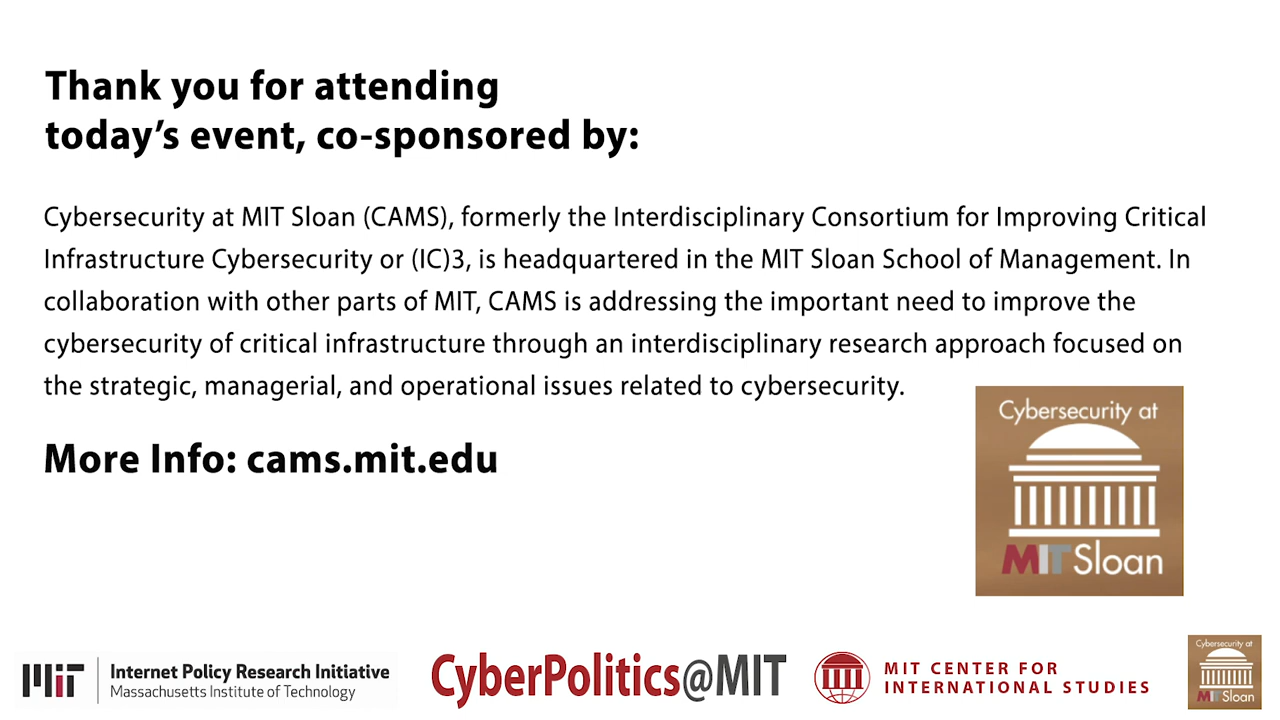 Thank you for attending
today’s event, co-sponsored by:
Cybersecurity at MIT Sloan (CAMS), formerly the Interdisciplinary Consortium for Improving Critical
Infrastructure Cybersecurity or (IC)3, is headquartered in the MIT Sloan School of Management. In
collaboration with other parts of MIT, CAMS is addressing the important need to improve the
cybersecurity of critical infrastructure through an interdisciplinary research approach focused on
the strategic, managerial, and operational issues related to cybersecurity.
More Info: cams.mit.edu
Cybersecurity at
MIT Sloan
MIT
Internet Policy Research Initiative
Massachusetts Institute of Technology
CyberPolitics@MIT
MIT CENTER FOR
INTERNATIONAL STUDIES
Cybersecurity at
MIT Sloan